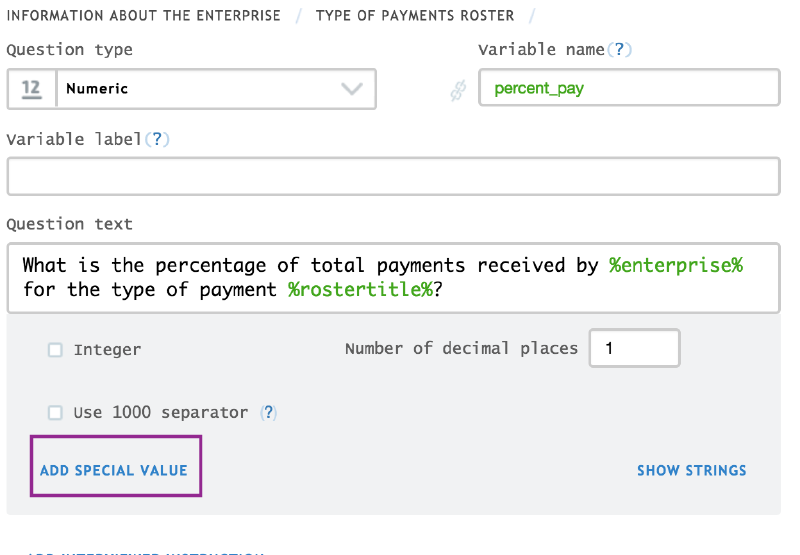 INFORMATION ABOUT THE ENTERPRISE / TYPE OF PAYMENTS ROSTER /
Question type
Variable name(?)
12 Numeric
percent_pay
Variable label(?)
Question text
What is the percentage of total payments received by %enterprise%
for the type of payment %rostertitle%?
Integer
Number of decimal places 1
Use 1000 separator (?)
ADD SPECIAL VALUE
SHOW STRINGS